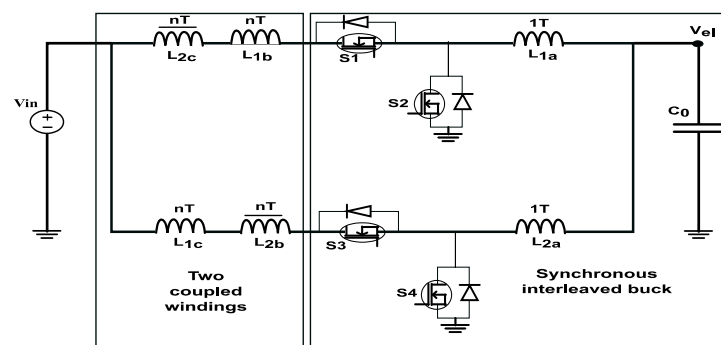 nT nT 1T Vel
L2c L1b S1 L1a
S2 C0
Vin
+
−
nT nT 1T
L1c L2b S3 L2a
Two
coupled
windings
S4
Synchronous
interleaved buck